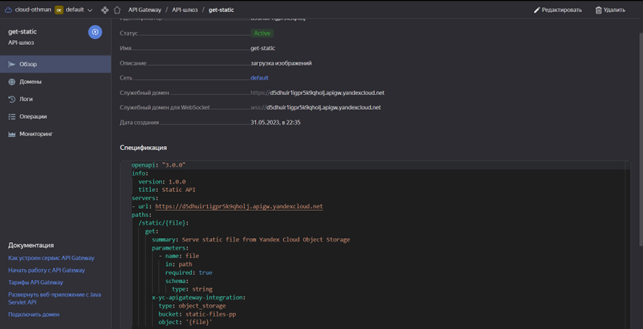 cloud-othman default API Gateway / API-шлюз / get-static Редактировать Удалить
get-static
API-шлюз
Обзор
Домены
Логи
Операции
Мониторинг
Документация
Как устроен сервис API Gateway
Начать работу с API Gateway
Тарифы API Gateway
Развернуть веб-приложение с Java
Servlet API
Подключить домен
Статус Active
Имя get-static
Описание загрузка изображений
Сеть default
Служебный домен https://d5dhulr1igpr5k9qholj.apigw.yandexcloud.net
Служебный домен для WebSocket wss://d5dhulr1igpr5k9qholj.apigw.yandexcloud.net
Дата создания 31.05.2023, в 22:35
Спецификация
openapi: "3.0.0"
info:
version: 1.0.0
title: Static API
servers:
- url: https://d5dhulr1igpr5k9qholj.apigw.yandexcloud.net
paths:
/static/{file}:
get:
summary: Serve static file from Yandex Cloud Object Storage
parameters:
- name: file
in: path
required: true
schema:
type: string
x-yc-apigateway-integration:
type: object_storage
bucket: static-files-pp
object: '{file}'